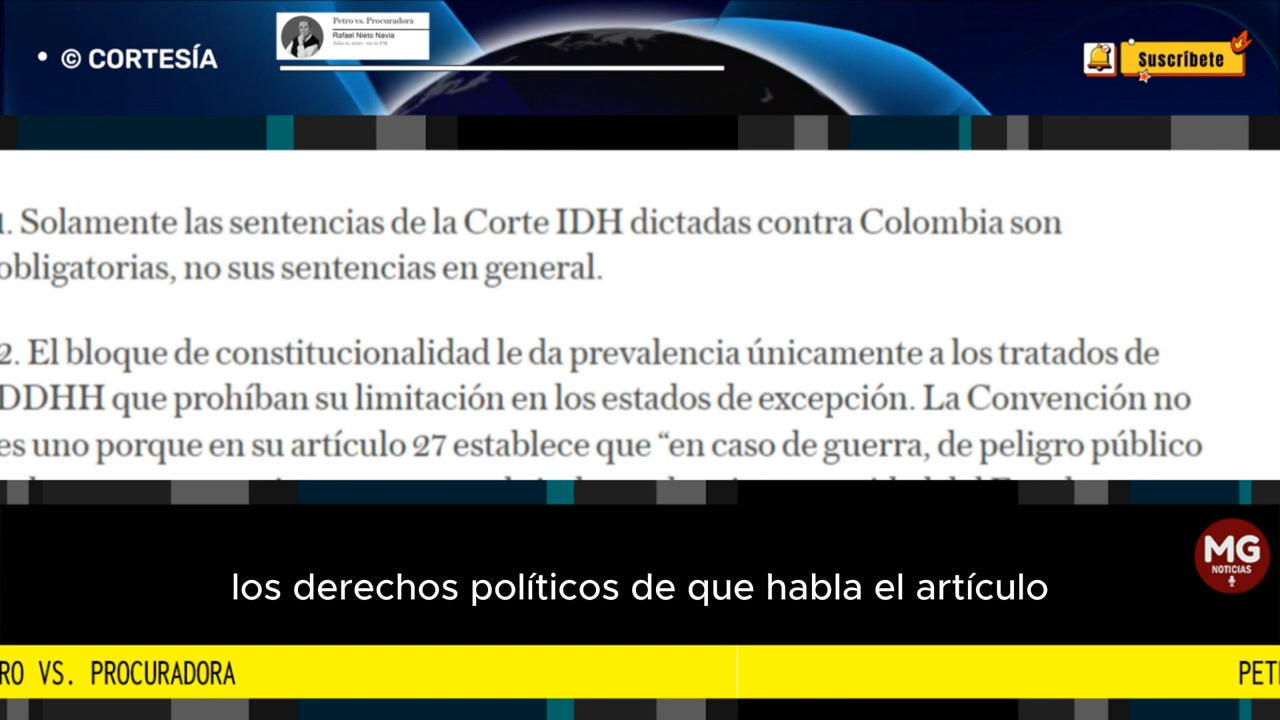 • © CORTESÍA
Petro vs. Procuradora
Rafael Nieto Navia
Suscríbete
1. Solamente las sentencias de la Corte IDH dictadas contra Colombia son
obligatorias, no sus sentencias en general.
2. El bloque de constitucionalidad le da prevalencia únicamente a los tratados de
DDHH que prohíban su limitación en los estados de excepción. La Convención no
es uno porque en su artículo 27 establece que “en caso de guerra, de peligro público
MG
NOTICIAS
los derechos políticos de que habla el artículo
RO VS. PROCURADORA
PET